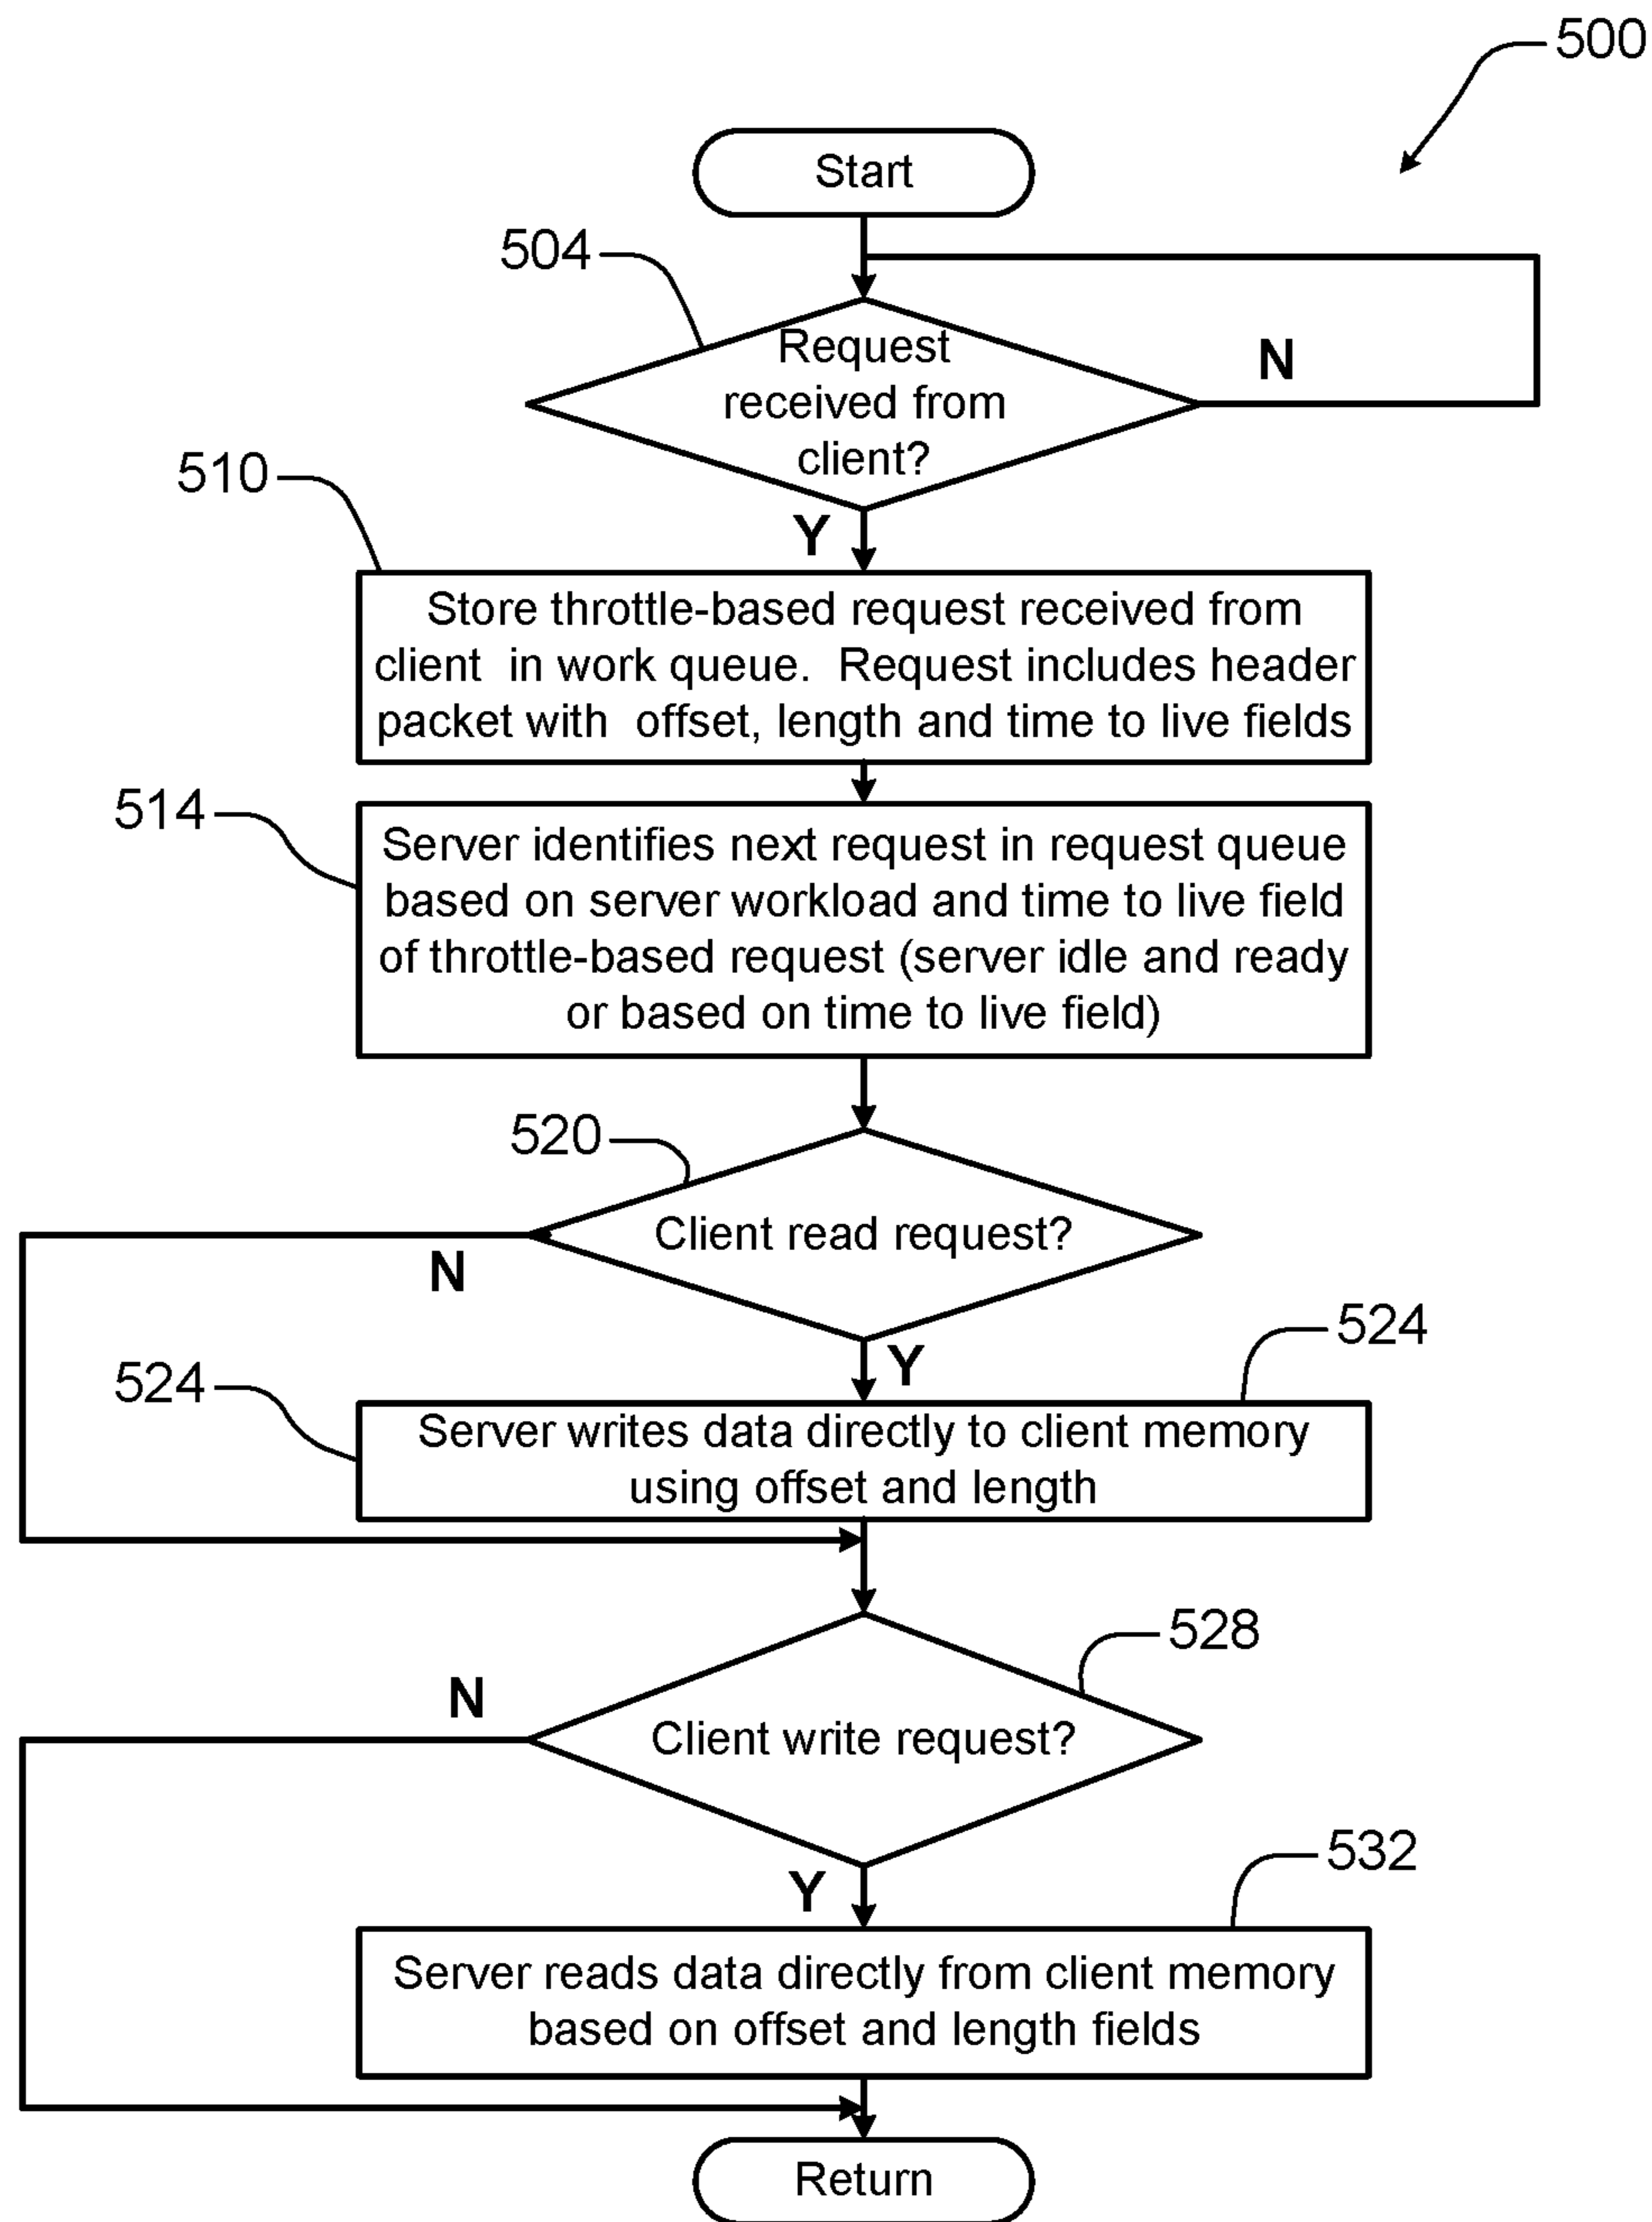 500
Start
504
Request
received from
client?
N
510
Y
Store throttle-based request received from
client  in work queue.  Request includes header
packet with  offset, length and time to live fields
514
Server identifies next request in request queue
based on server workload and time to live field
of throttle-based request (server idle and ready
or based on time to live field)
520
Client read request?
N
524
Y
524
Server writes data directly to client memory
using offset and length
528
N
Client write request?
532
Y
Server reads data directly from client memory
based on offset and length fields
Return